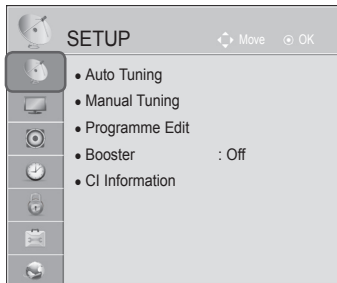 SETUP
Move OK
Auto Tuning
Manual Tuning
Programme Edit
Booster : Off
CI Information